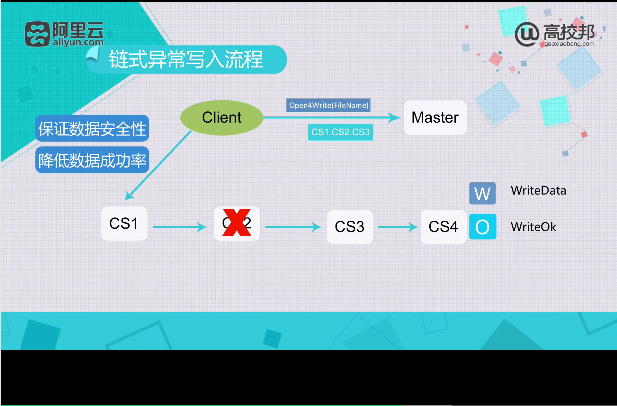 阿里云
aliyun.com
高校邦
gaoxiaobang.com
链式异常写入流程
Client
Open4Write(FileName)
CS1.CS2.CS3
Master
保证数据安全性
降低数据成功率
W WriteData
CS1
CS3
CS4
O WriteOk